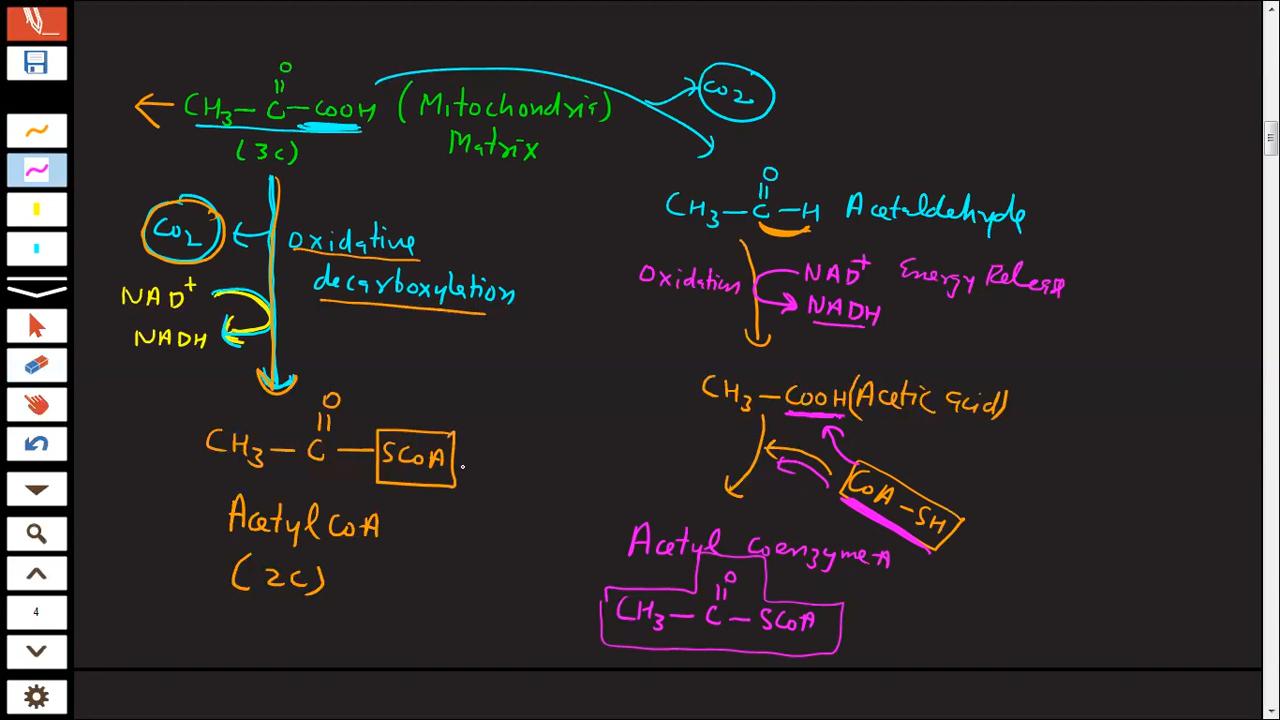 O
CH3-C-COOH (Mitochondria)
(3C) Matrix
CO2
CO2
Oxidative
decarboxylation
NAD+
NADH
O
CH3-C-SCoA
Acetyl CoA
(2C)
O
CH3-C-H Acetaldehyde
Oxidation NAD+ Energy Release
NADH
CH3-COOH (Acetic acid)
CoA-SH
Acetyl coenzyme-A
O
CH3-C-SCoA
4